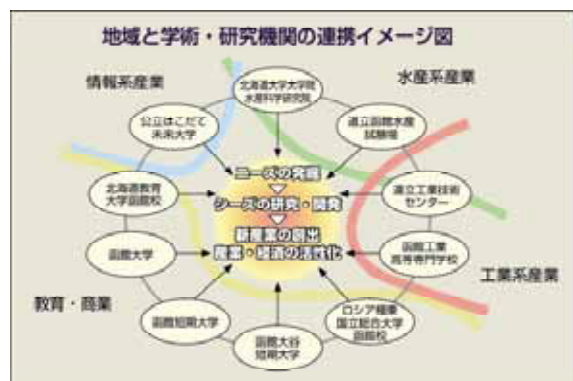 地域と学術・研究機関の連携イメージ図
情報系産業
水産系産業
北海道大学大学院
水産科学研究院
公立はこだて
未来大学
道立函館水産
試験場
北海道教育
大学函館校
道立工業技術
センター
ニーズの発掘
シーズの研究・開発
新産業の創出
産業・経済の活性化
函館大学
函館工業
高等専門学校
教育・商業
工業系産業
函館短期大学
ロシア極東
国立総合大学
函館校
函館大谷
短期大学